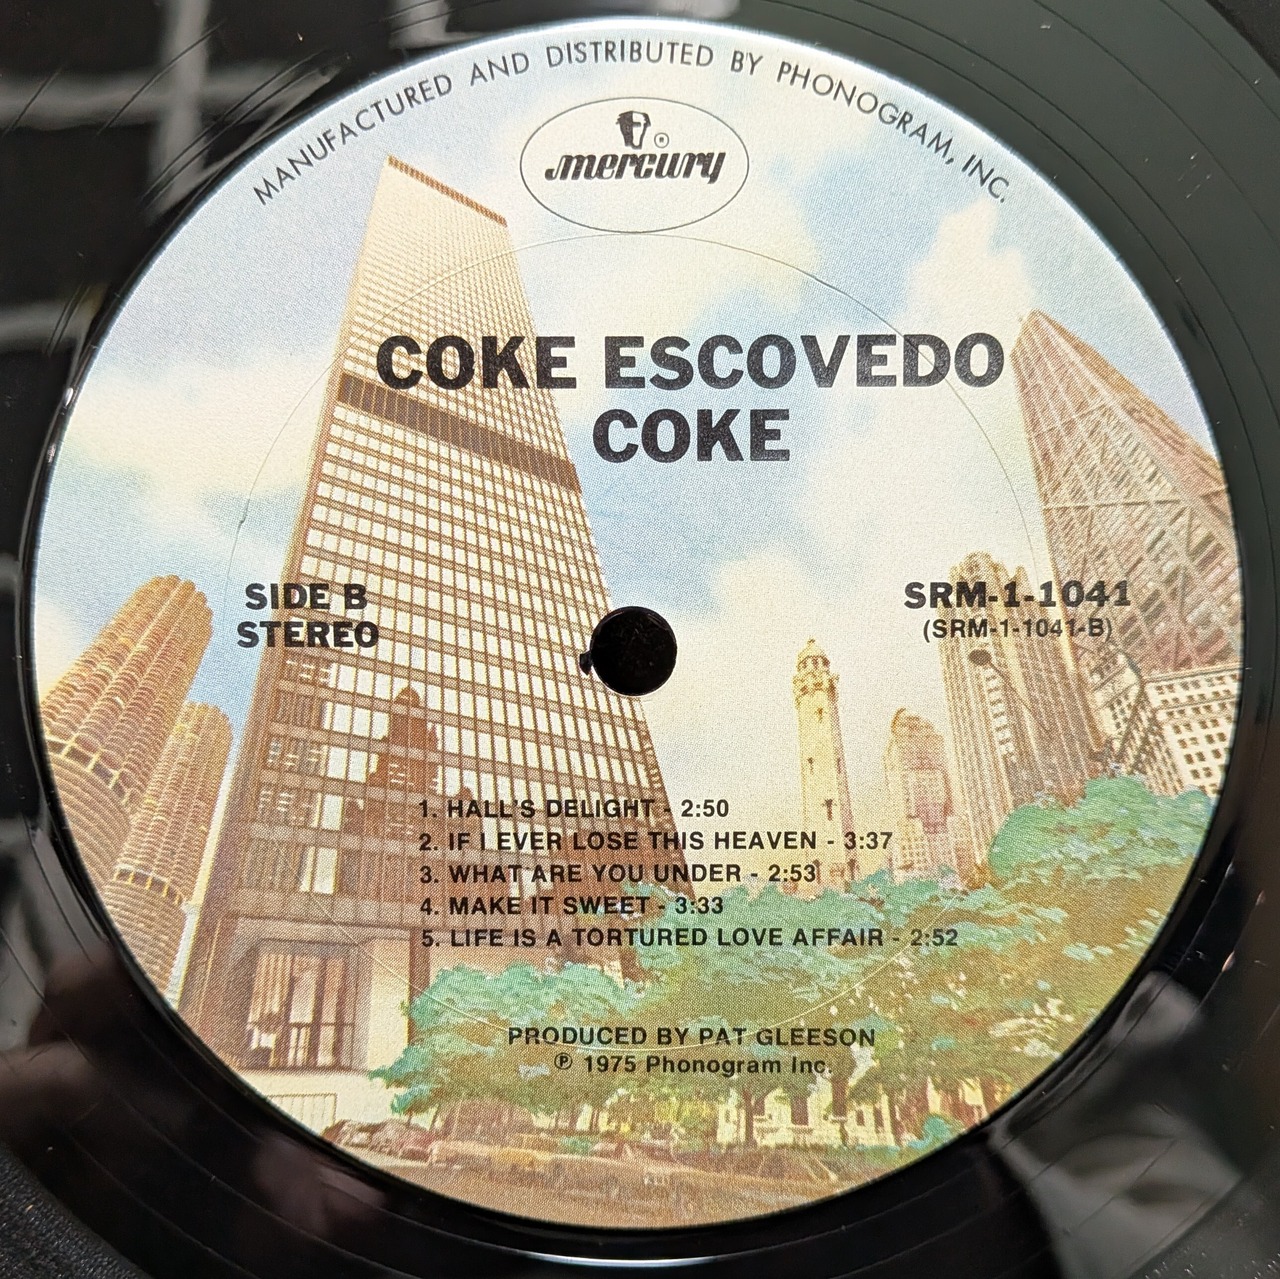 MANUFACTURED AND DISTRIBUTED BY PHONOGRAM, INC.
mercury ®
COKE ESCOVEDO
COKE
SIDE B
STEREO
SRM-1-1041
(SRM-1-1041-B)
1. HALL'S DELIGHT - 2:50
2. IF I EVER LOSE THIS HEAVEN - 3:37
3. WHAT ARE YOU UNDER - 2:53
4. MAKE IT SWEET - 3:33
5. LIFE IS A TORTURED LOVE AFFAIR - 2:52
PRODUCED BY PAT GLEESON
℗ 1975 Phonogram Inc.